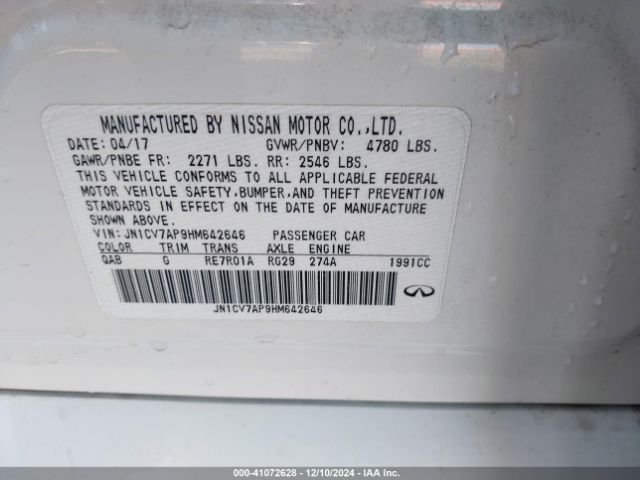 MANUFACTURED BY NISSAN MOTOR CO.,LTD.
DATE: 04/17 GVWR/PNBV: 4780 LBS.
GAWR/PNBE FR: 2271 LBS. RR: 2546 LBS.
THIS VEHICLE CONFORMS TO ALL APPLICABLE FEDERAL
MOTOR VEHICLE SAFETY,BUMPER,AND THEFT PREVENTION
STANDARDS IN EFFECT ON THE DATE OF MANUFACTURE
SHOWN ABOVE.
VIN:JN1CV7AP9HM642646 PASSENGER CAR
COLOR TRIM TRANS AXLE ENGINE
QAB G RE7R01A RG29 274A 1991CC
JN1CV7AP9HM642646
000-41072628 - 12/10/2024 - IAA Inc.